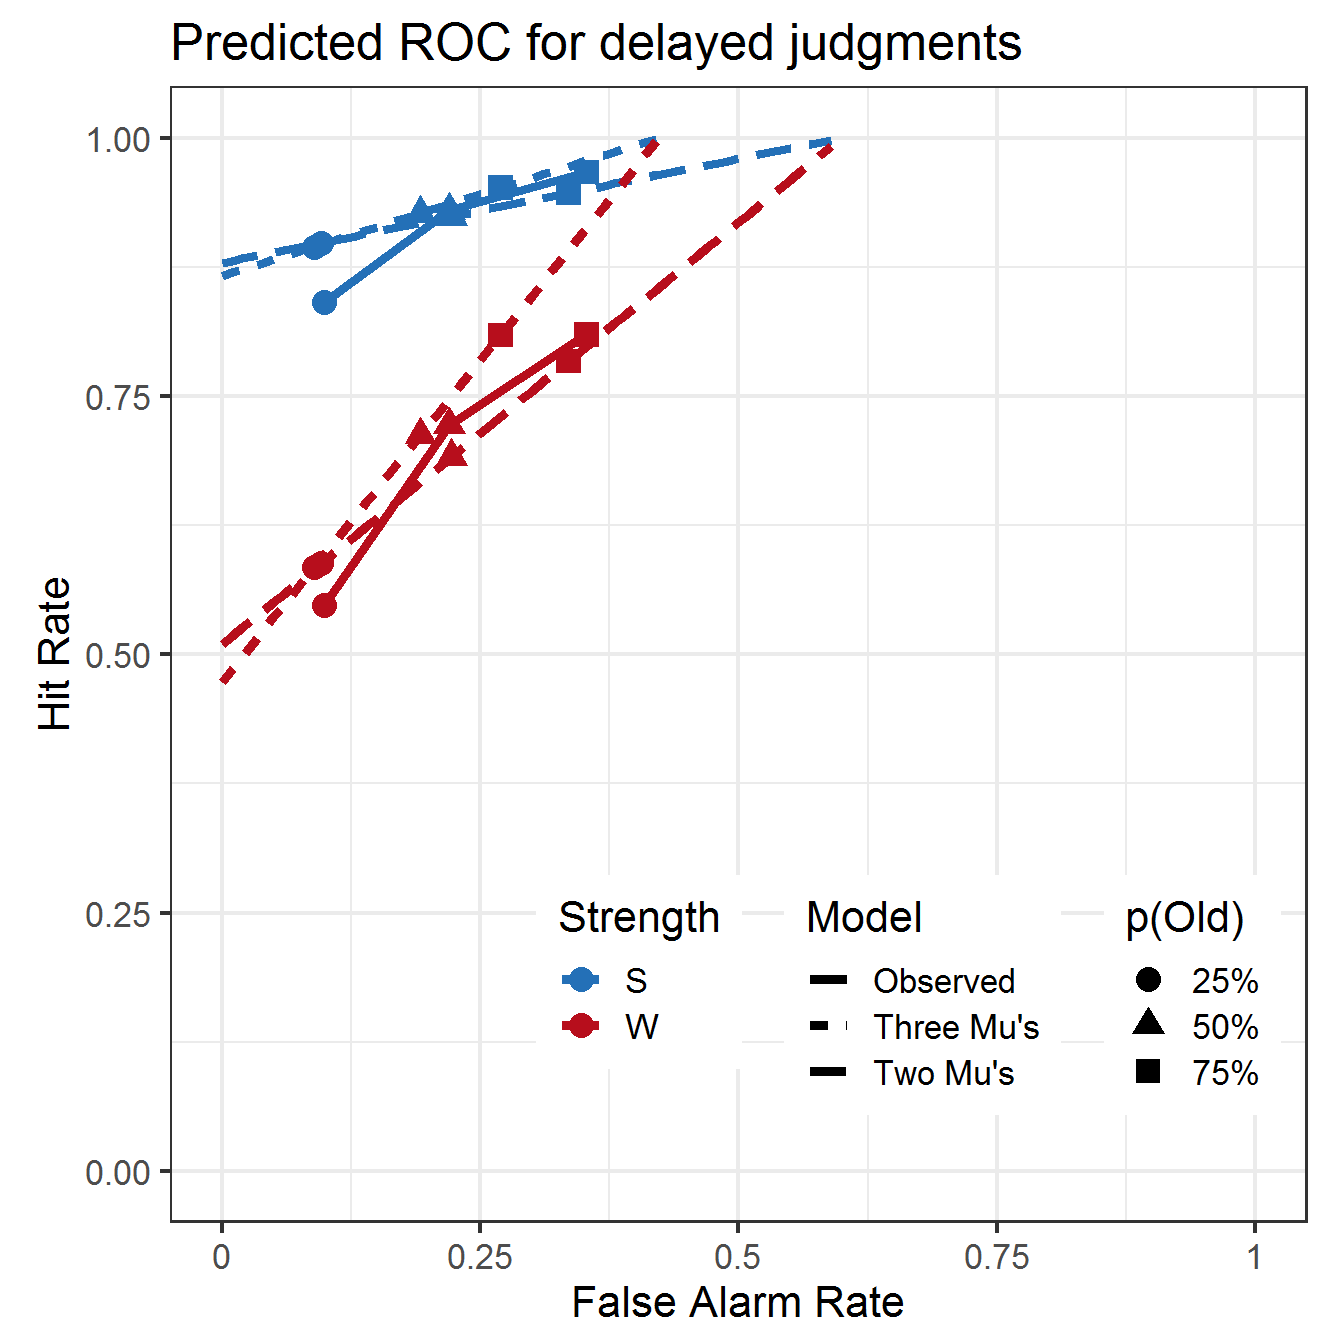 Predicted ROC for delayed judgments
1.00
0.75
0.50
0.25
0.00
Hit Rate
Strength
S
W
Model
Observed
Three Mu's
Two Mu's
p(Old)
25%
50%
75%
0
0.25
0.5
0.75
1
False Alarm Rate